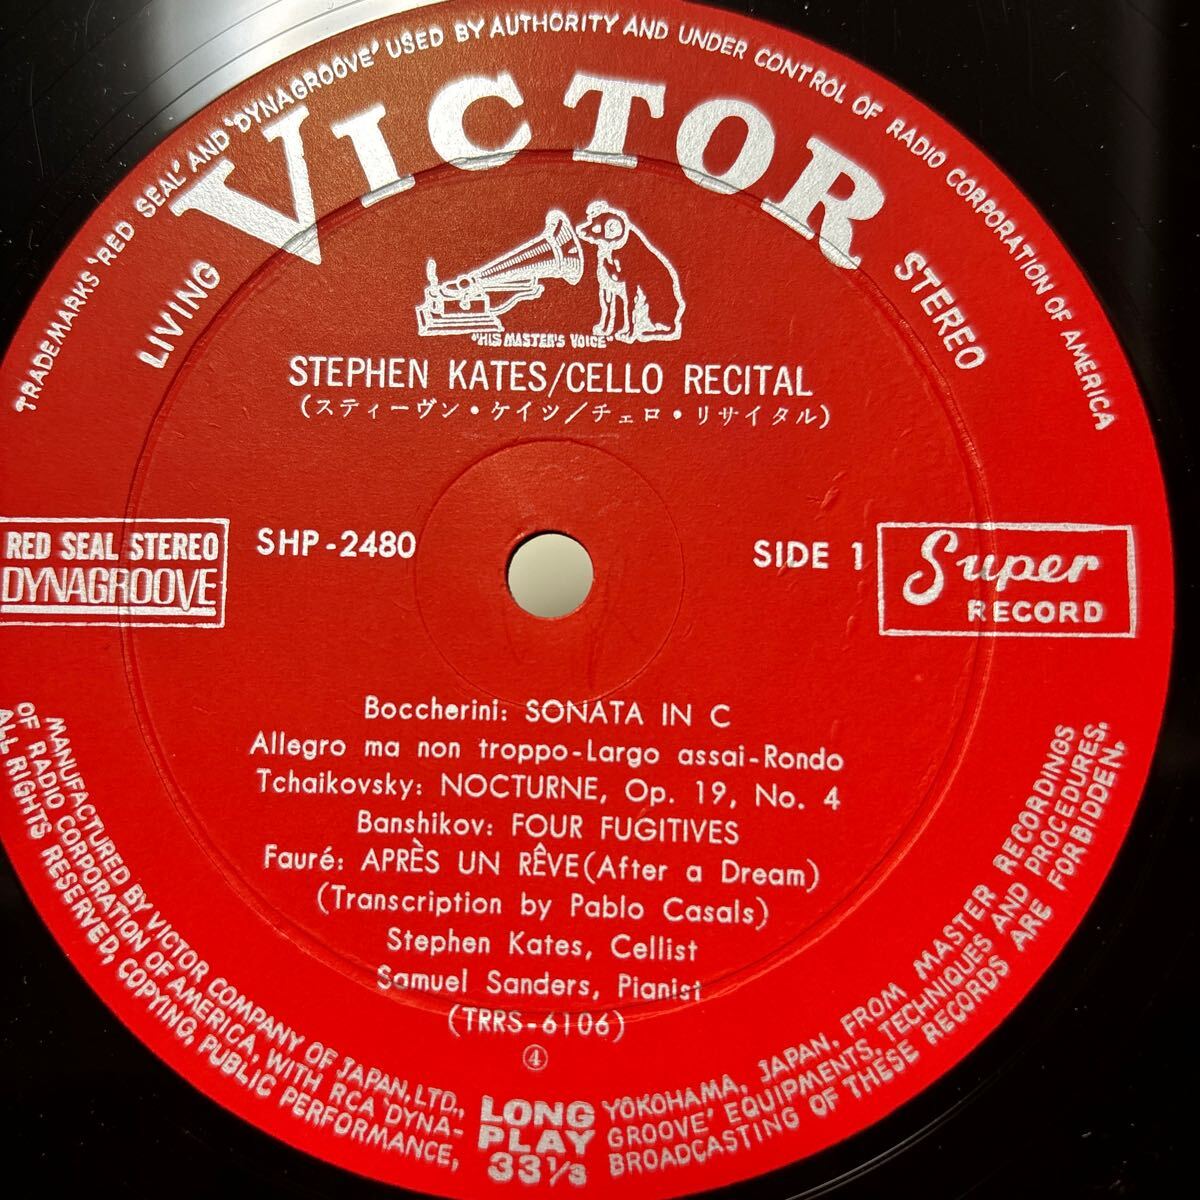 TRADEMARKS 'RED SEAL' AND 'DYNAGROOVE' USED BY AUTHORITY AND UNDER CONTROL OF RADIO CORPORATION OF AMERICA
LIVING
VICTOR
STEREO
"HIS MASTER'S VOICE"
STEPHEN KATES/CELLO RECITAL
(スティーヴン・ケイツ/チェロ・リサイタル)
RED SEAL STEREO
DYNAGROOVE
SHP-2480
SIDE 1
Super
RECORD
Boccherini: SONATA IN C
Allegro ma non troppo-Largo assai-Rondo
Tchaikovsky: NOCTURNE, Op. 19, No. 4
Banshikov: FOUR FUGITIVES
Fauré: APRÈS UN RÊVE(After a Dream)
(Transcription by Pablo Casals)
Stephen Kates, Cellist
Samuel Sanders, Pianist
(TRRS-6106)
④
LONG
PLAY
33⅓
MANUFACTURED BY VICTOR COMPANY OF JAPAN, LTD., YOKOHAMA, JAPAN, FROM MASTER RECORDINGS
OF RADIO CORPORATION OF AMERICA, WITH RCA 'DYNA-GROOVE' EQUIPMENTS, TECHNIQUES AND PROCEDURES.
ALL RIGHTS RESERVED, COPYING, PUBLIC PERFORMANCE, BROADCASTING OF THESE RECORDS ARE FORBIDDEN.